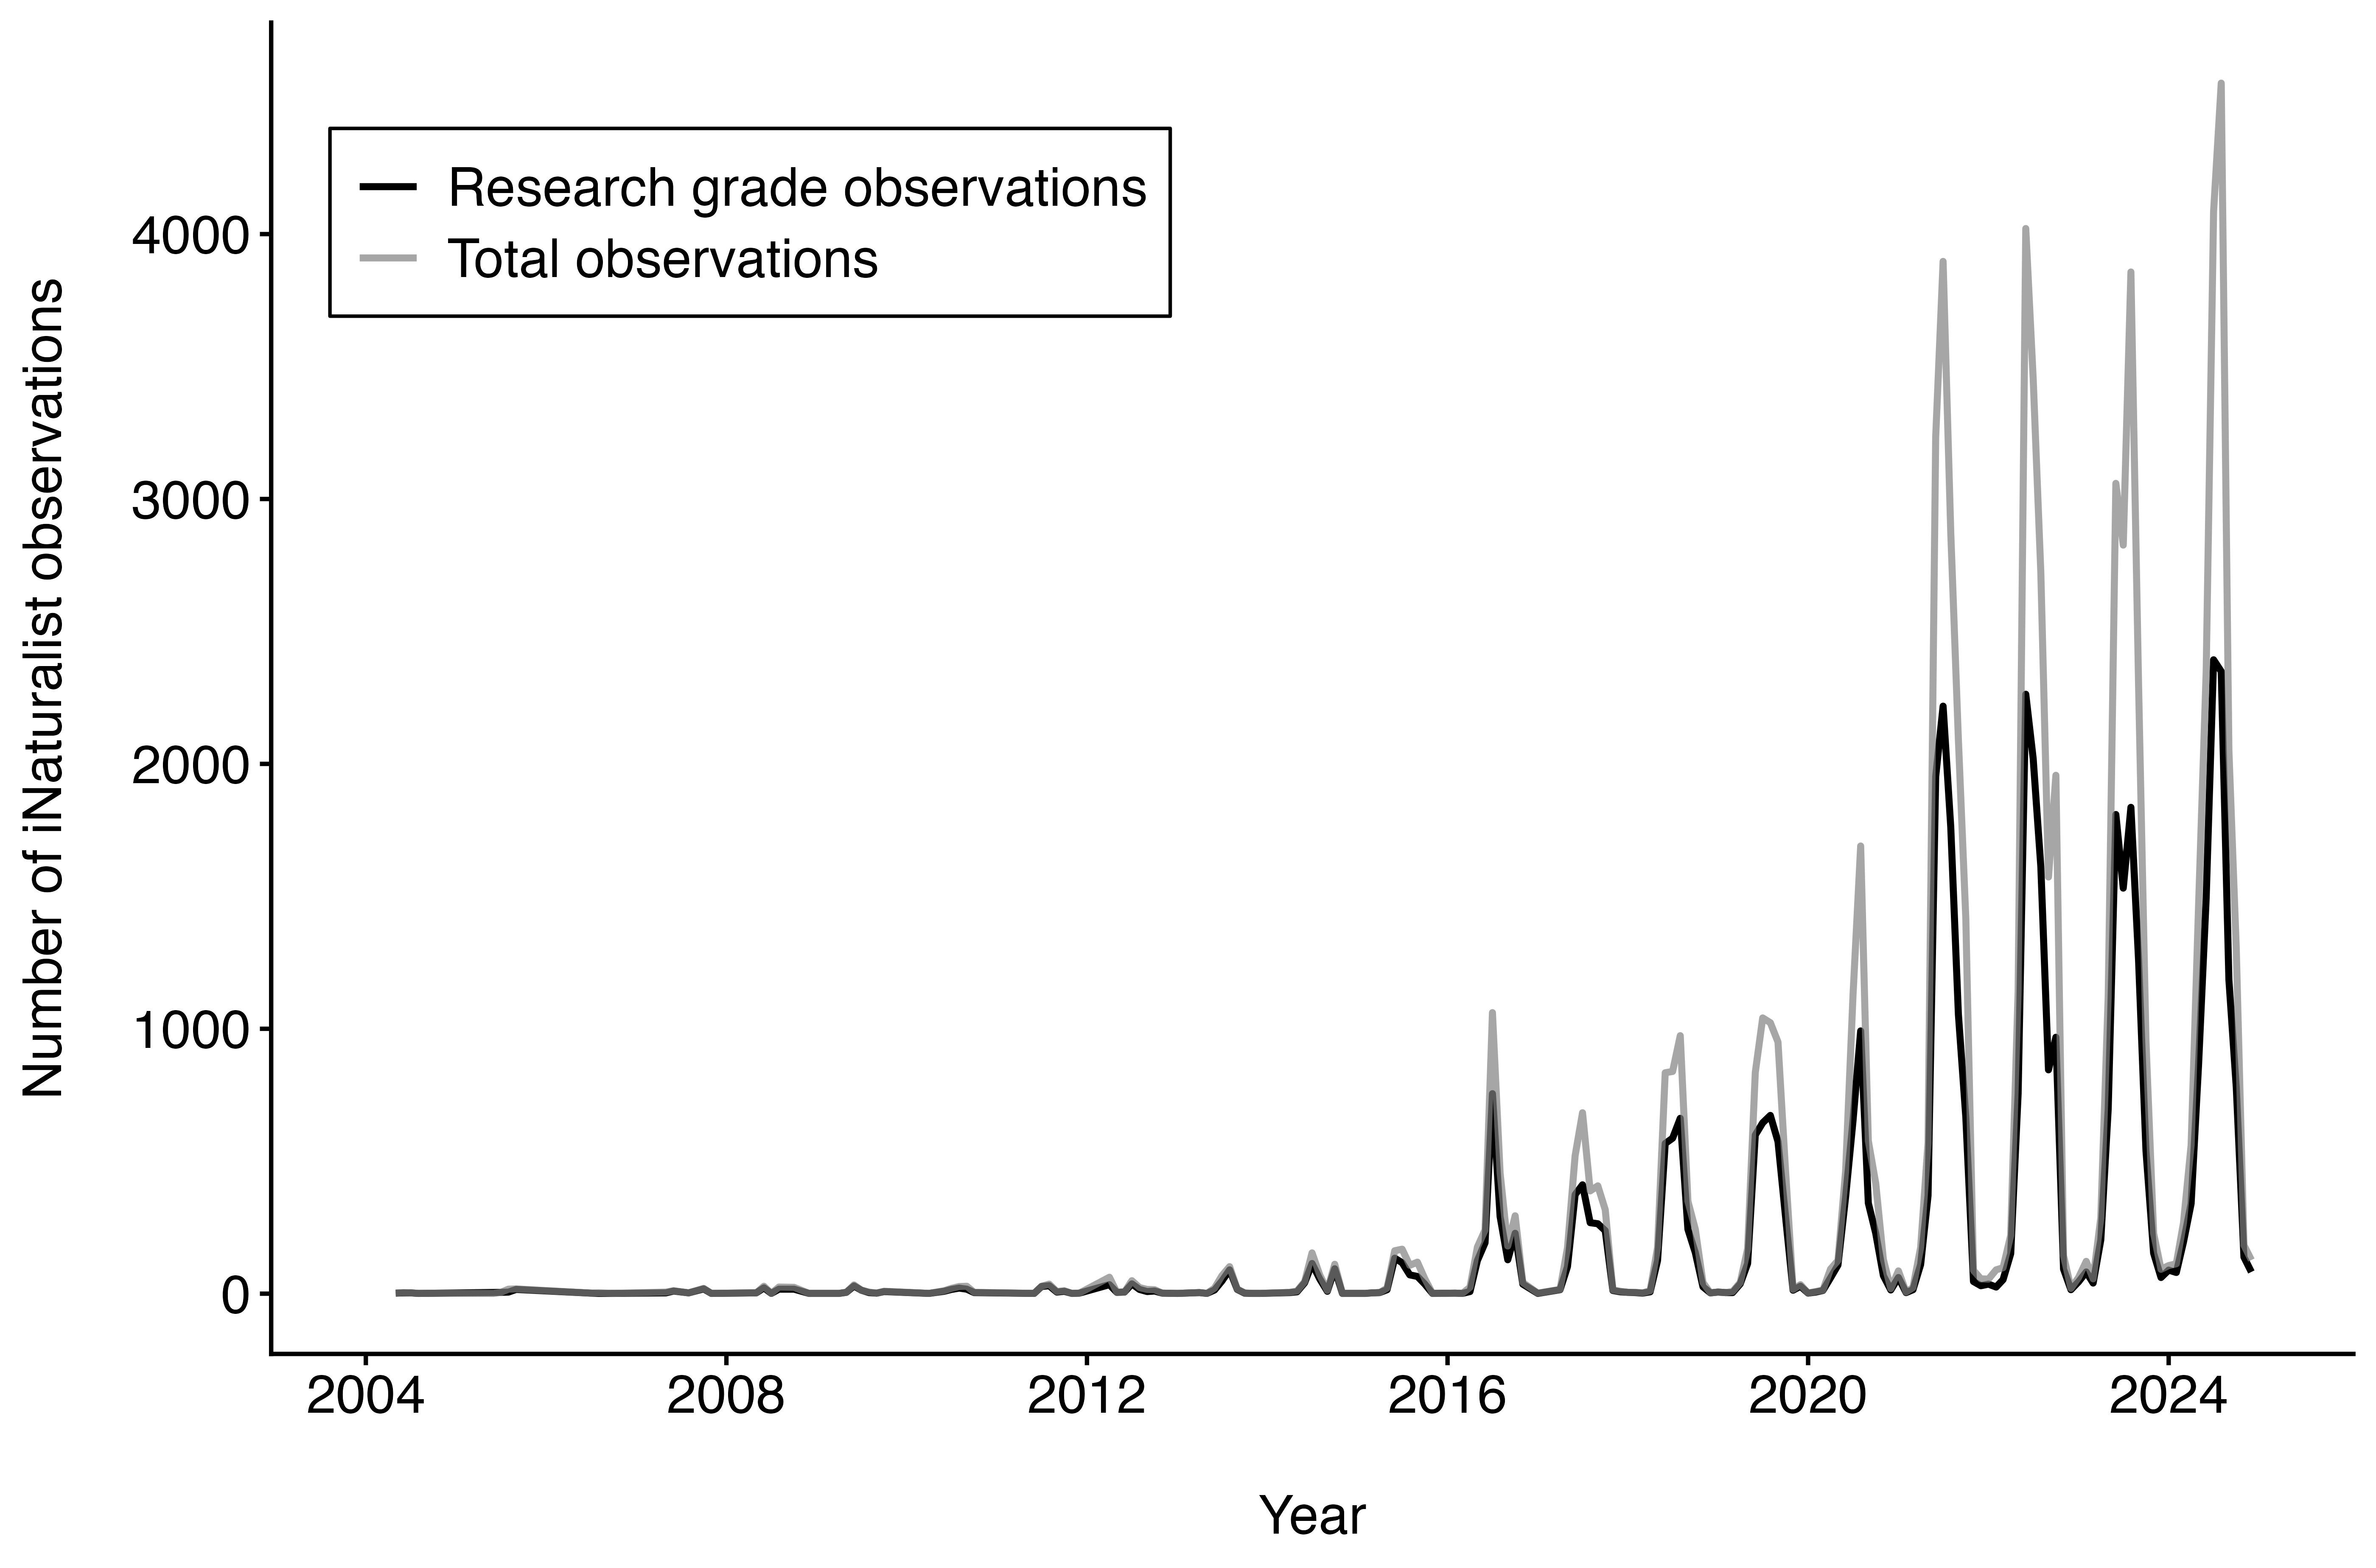 Research grade observations
Total observations
Number of iNaturalist observations
4000
3000
2000
1000
0
2004 2008 2012 2016 2020 2024
Year